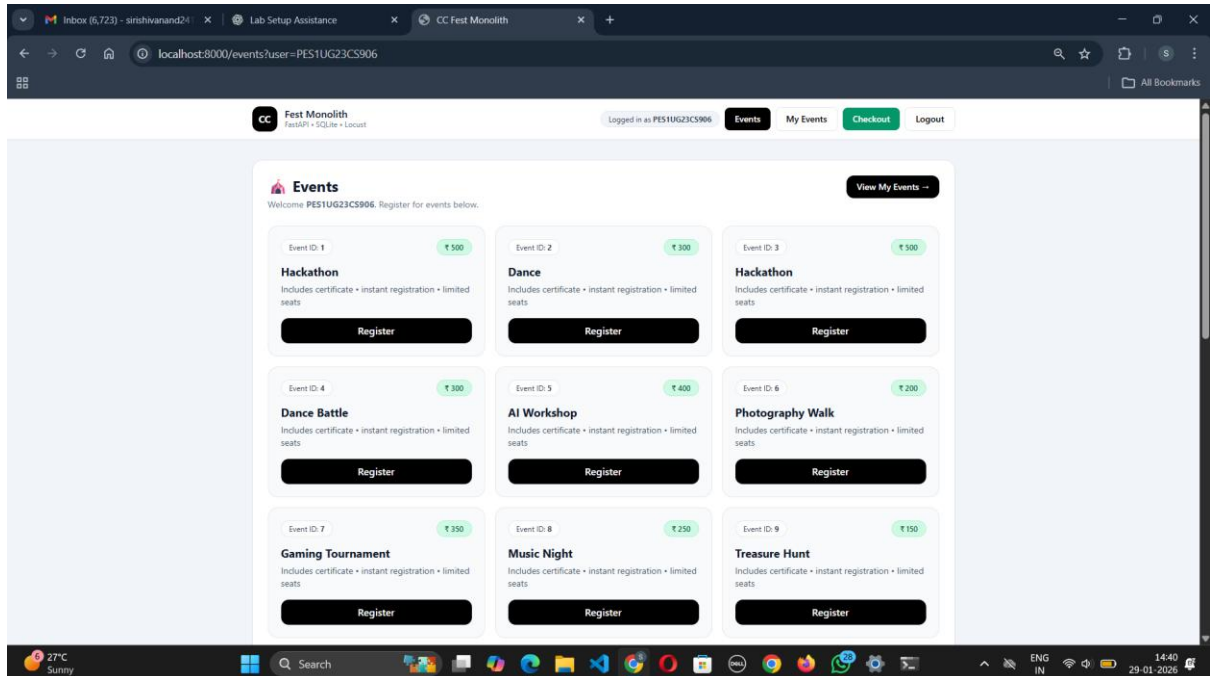 Inbox (6,723) - sirishivanand24
Lab Setup Assistance
CC Fest Monolith
localhost:8000/events?user=PES1UG23CS906
All Bookmarks
CC
Fest Monolith
FastAPI • SQLite • Locust
Logged in as PES1UG23CS906
Events
My Events
Checkout
Logout
Events
View My Events →
Welcome PES1UG23CS906. Register for events below.
Event ID: 1
₹ 500
Hackathon
Includes certificate • instant registration • limited
seats
Register
Event ID: 2
₹ 300
Dance
Includes certificate • instant registration • limited
seats
Register
Event ID: 3
₹ 500
Hackathon
Includes certificate • instant registration • limited
seats
Register
Event ID: 4
₹ 300
Dance Battle
Includes certificate • instant registration • limited
seats
Register
Event ID: 5
₹ 400
AI Workshop
Includes certificate • instant registration • limited
seats
Register
Event ID: 6
₹ 200
Photography Walk
Includes certificate • instant registration • limited
seats
Register
Event ID: 7
₹ 350
Gaming Tournament
Includes certificate • instant registration • limited
seats
Register
Event ID: 8
₹ 250
Music Night
Includes certificate • instant registration • limited
seats
Register
Event ID: 9
₹ 150
Treasure Hunt
Includes certificate • instant registration • limited
seats
Register
6
27°C
Sunny
Search
DELL
28
ENG
IN
14:40
29-01-2026
S